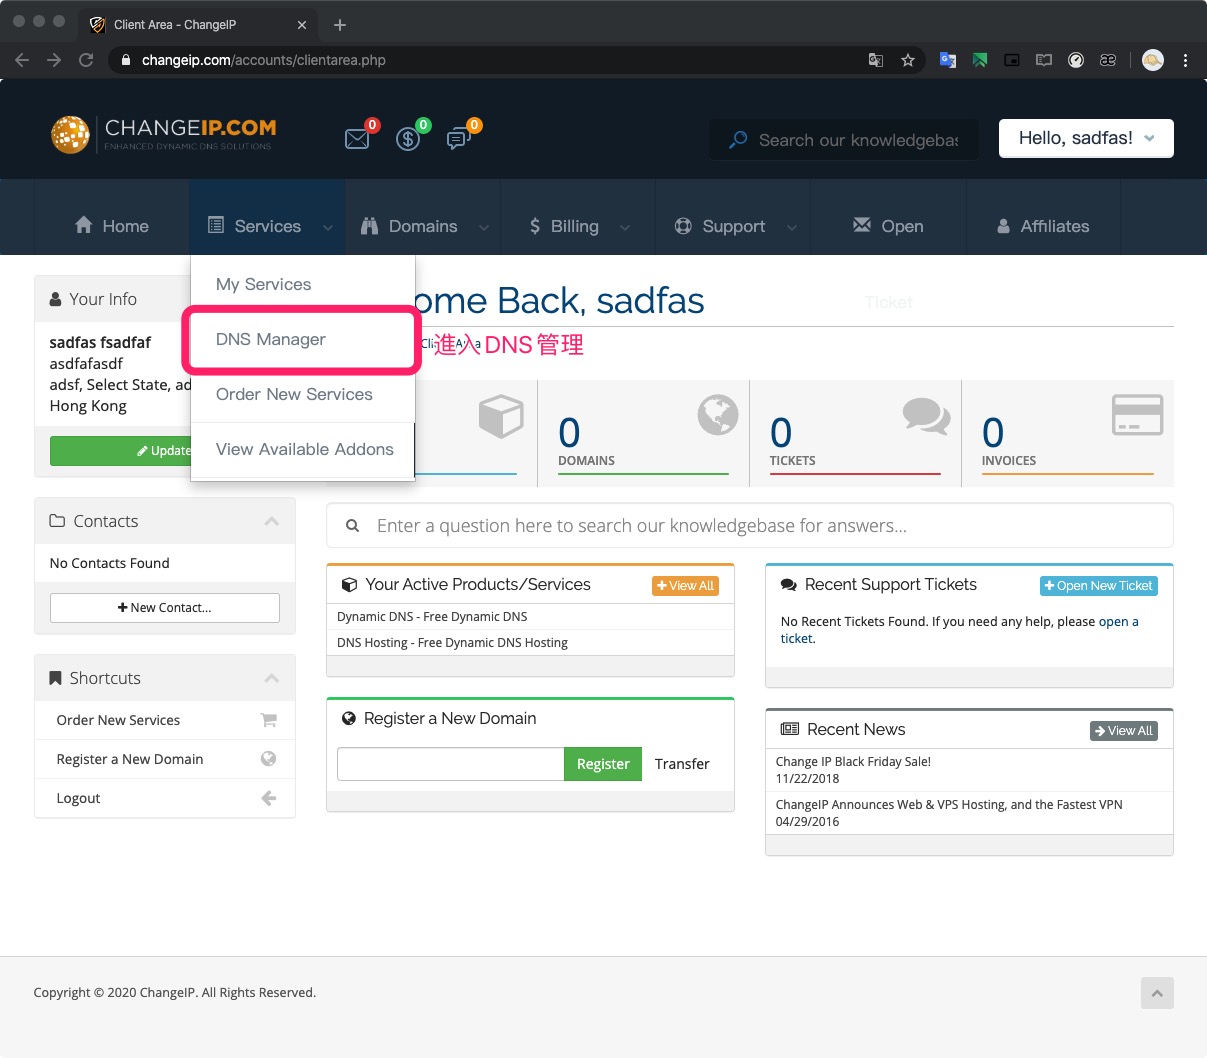 Client Area - ChangeIP
changeip.com/accounts/clientarea.php
CHANGEIP.COM
ENHANCED DYNAMIC DNS SOLUTIONS
0
0
0
Search our knowledgebas
Hello, sadfas!
Home
Services
Domains
$ Billing
Support
Open
Affiliates
Ticket
My Services
DNS Manager
Order New Services
View Available Addons
進入DNS管理
Your Info
sadfas fsadfaf
asdfafasdf
adsf, Select State, ad
Hong Kong
Update
ome Back, sadfas
0
DOMAINS
0
TICKETS
0
INVOICES
Contacts
No Contacts Found
New Contact...
Shortcuts
Order New Services
Register a New Domain
Logout
Enter a question here to search our knowledgebase for answers...
Your Active Products/Services
View All
Dynamic DNS - Free Dynamic DNS
DNS Hosting - Free Dynamic DNS Hosting
Register a New Domain
Register
Transfer
Recent Support Tickets
Open New Ticket
No Recent Tickets Found. If you need any help, please open a
ticket.
Recent News
View All
Change IP Black Friday Sale!
11/22/2018
ChangeIP Announces Web & VPS Hosting, and the Fastest VPN
04/29/2016
Copyright © 2020 ChangeIP. All Rights Reserved.